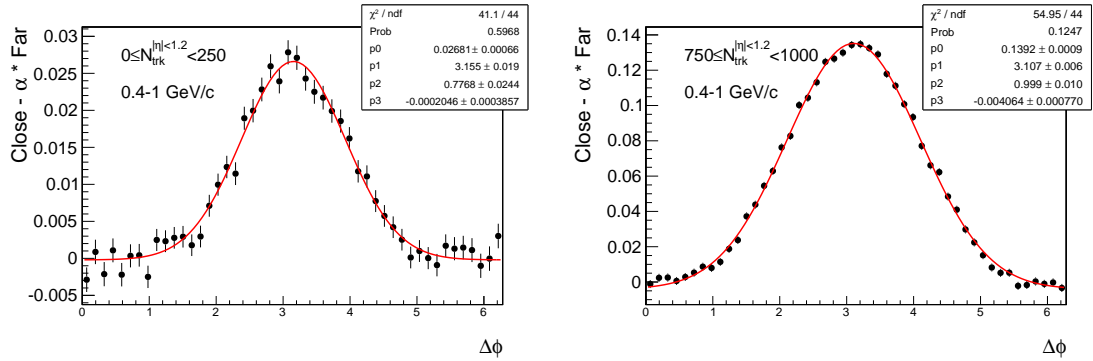 Close - α * Far
0≤N_trk^|η|<1.2 <250
0.4-1 GeV/c
χ² / ndf 41.1 / 44
Prob 0.5968
p0 0.02681 ± 0.00066
p1 3.155 ± 0.019
p2 0.7768 ± 0.0244
p3 -0.0002046 ± 0.0003857
0.03
0.025
0.02
0.015
0.01
0.005
0
-0.005
0 1 2 3 4 5 6
Δϕ
Close - α * Far
750≤N_trk^|η|<1.2 <1000
0.4-1 GeV/c
χ² / ndf 54.95 / 44
Prob 0.1247
p0 0.1392 ± 0.0009
p1 3.107 ± 0.006
p2 0.999 ± 0.010
p3 -0.004064 ± 0.000770
0.14
0.12
0.1
0.08
0.06
0.04
0.02
0
0 1 2 3 4 5 6
Δϕ